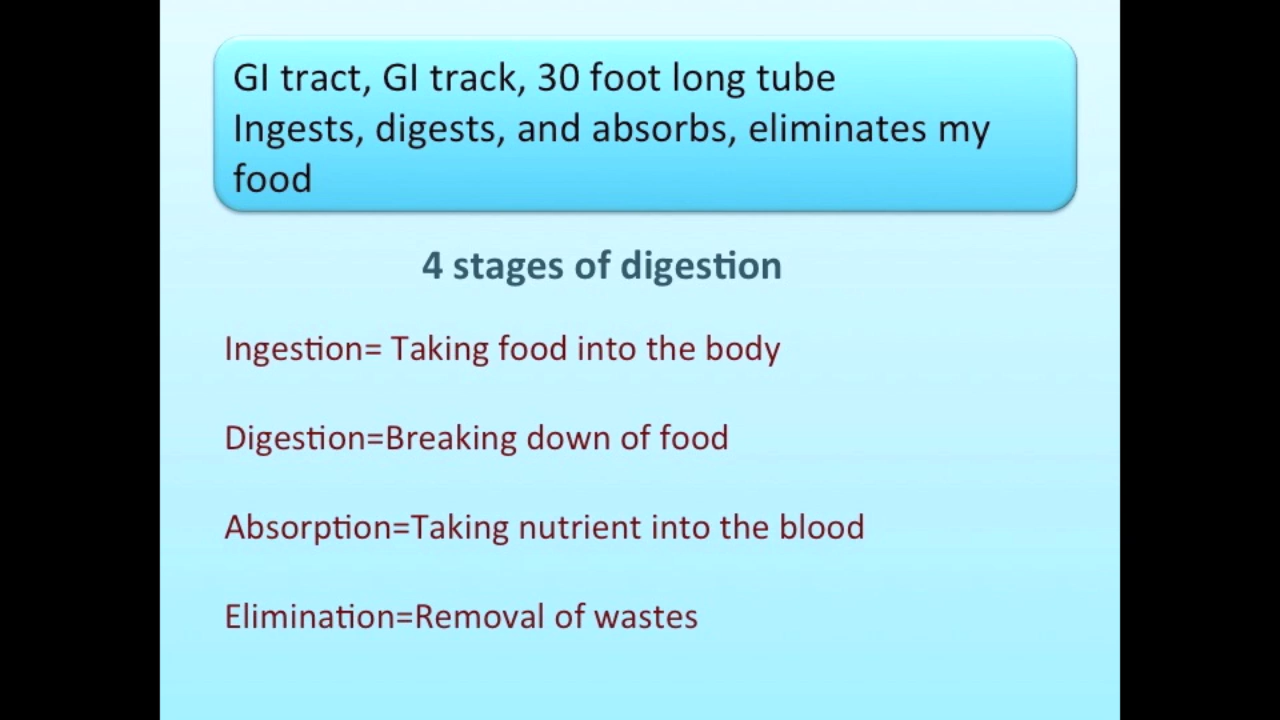 GI tract, GI track, 30 foot long tube
Ingests, digests, and absorbs, eliminates my
food
4 stages of digestion
Ingestion= Taking food into the body
Digestion=Breaking down of food
Absorption=Taking nutrient into the blood
Elimination=Removal of wastes